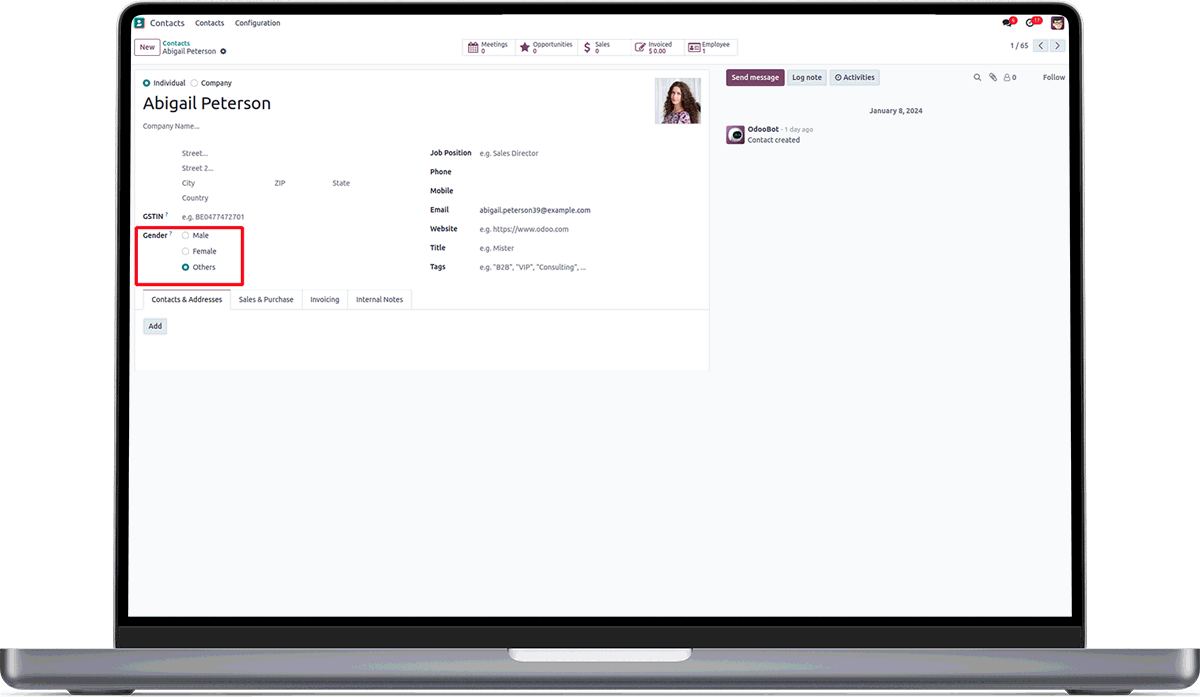 Contacts Contacts Configuration
New Contacts
Abigail Peterson
Meetings 0
Opportunities 0
Sales 0
Invoiced $ 0.00
Employee 1
1 / 65
Individual Company
Abigail Peterson
Company Name...
Street...
Street 2...
City ZIP State
Country
GSTIN ? e.g. BE0477472701
Gender ? Male
Female
Others
Job Position e.g. Sales Director
Phone
Mobile
Email abigail.peterson39@example.com
Website e.g. https://www.odoo.com
Title e.g. Mister
Tags e.g. "B2B", "VIP", "Consulting", ...
Contacts & Addresses Sales & Purchase Invoicing Internal Notes
Add
Send message Log note Activities 0 Follow
January 8, 2024
OdooBot - 1 day ago
Contact created